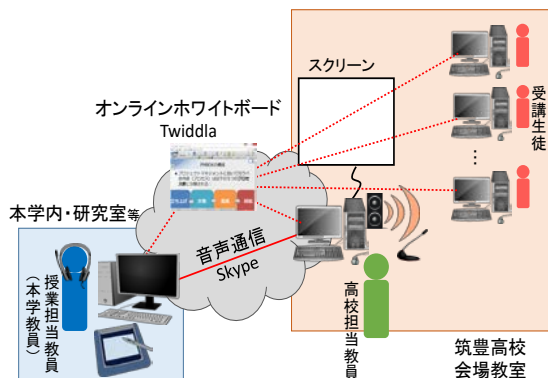 スクリーン
オンラインホワイトボード
Twiddla
受講生徒
…
本学内・研究室等
音声通信
Skype
授業担当教員
（本学教員）
高校担当教員
筑豊高校
会場教室